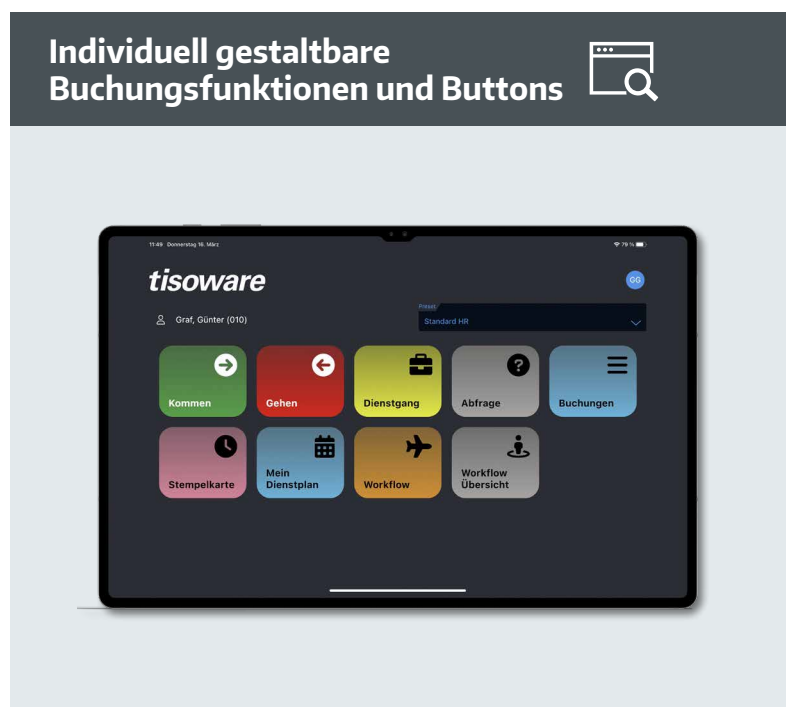 Individuell gestaltbare
Buchungsfunktionen und Buttons
11:49 Donnerstag 16. März
79 %
tisoware
GG
Graf, Günter (010)
Preset
Standard HR
Kommen
Gehen
Dienstgang
Abfrage
Buchungen
Stempelkarte
Mein
Dienstplan
Workflow
Workflow
Übersicht